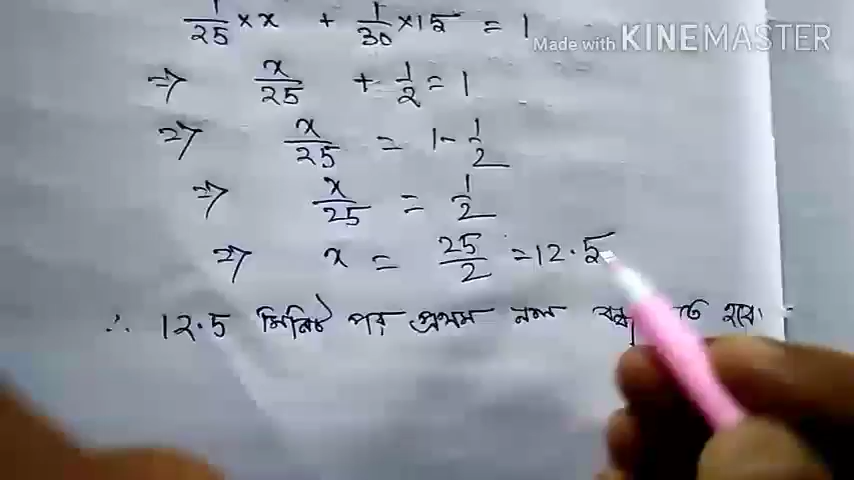 1/25 × x + 1/30 × 15 = 1
Made with KINEMASTER
⇒ x/25 + 1/2 = 1
⇒ x/25 = 1 - 1/2
⇒ x/25 = 1/2
⇒ x = 25/2 = 12.5
∴ 12.5 মিনিট পর প্রথম নল হবে।